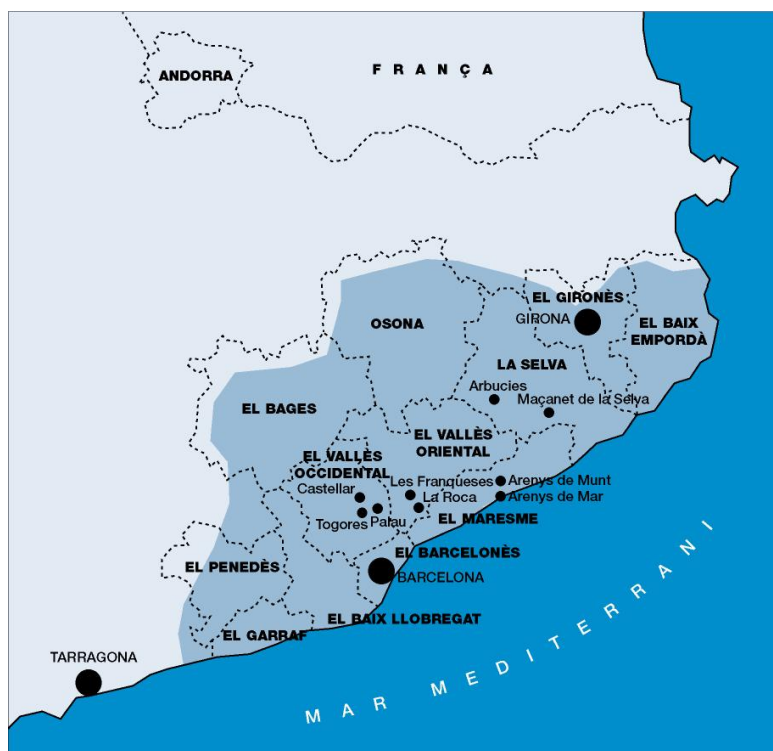 FRANÇA
ANDORRA
EL GIRONÈS
GIRONA
OSONA
EL BAIX
EMPORDÀ
LA SELVA
Arbucies
Maçanet de la Selva
EL BAGES
EL VALLÈS
ORIENTAL
EL VALLÈS
OCCIDENTAL
Castellar
Les Franqueses
Arenys de Munt
La Roca
Arenys de Mar
Togores
Palau
EL MARESME
EL BARCELONÈS
EL PENEDÈS
BARCELONA
EL BAIX LLOBREGAT
EL GARRAF
TARRAGONA
MAR MEDITERRANI